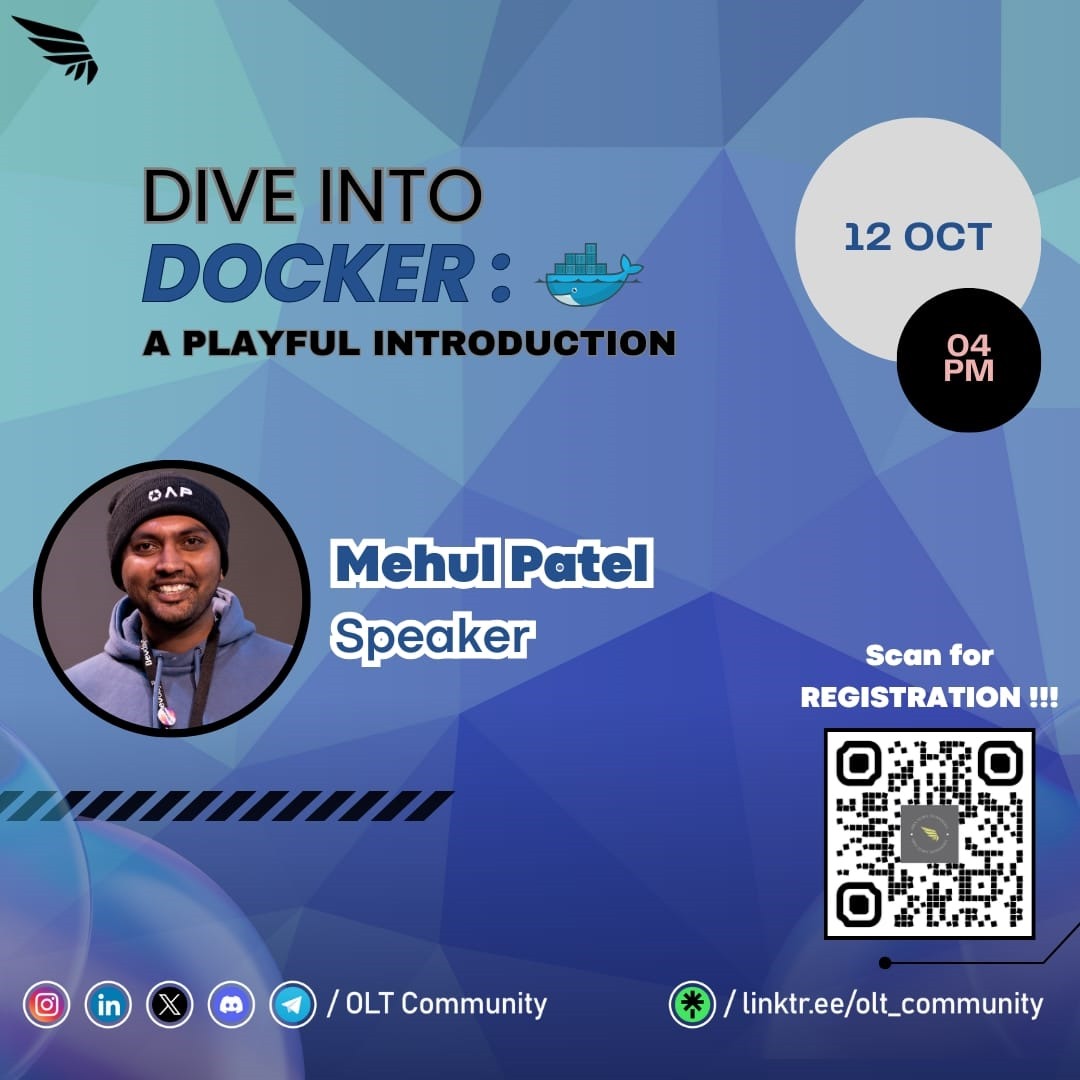 DIVE INTO
DOCKER :
A PLAYFUL INTRODUCTION
12 OCT
04
PM
Mehul Patel
Speaker
Scan for
REGISTRATION !!!
/ OLT Community
/ linktr.ee/olt_community